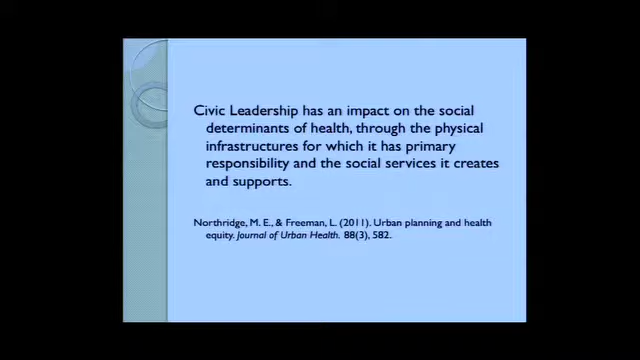 Civic Leadership has an impact on the social
determinants of health, through the physical
infrastructures for which it has primary
responsibility and the social services it creates
and supports.
Northridge, M. E., & Freeman, L. (2011). Urban planning and health
equity. Journal of Urban Health. 88(3), 582.